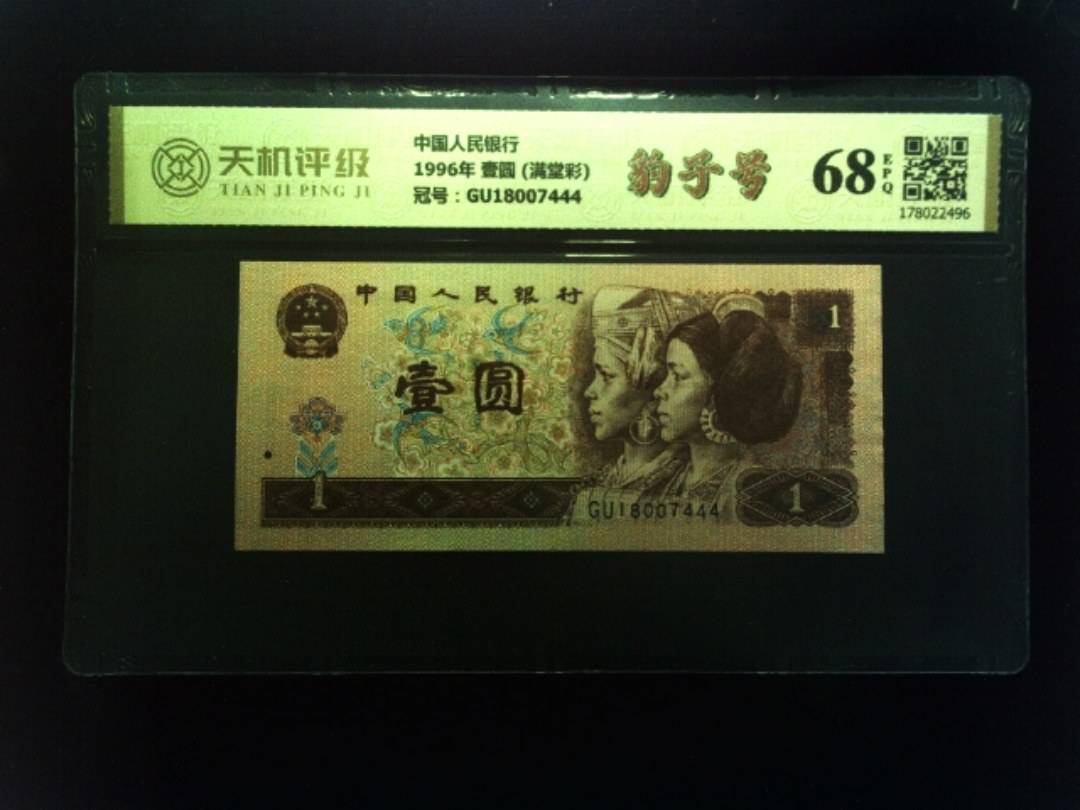 天机评级
TIAN JI PING JI
中国人民银行
1996年 壹圆 (满堂彩)
冠号：GU18007444
豹子号
68
EPQ
178022496
中国人民银行
1
壹圆
1
GU18007444
1